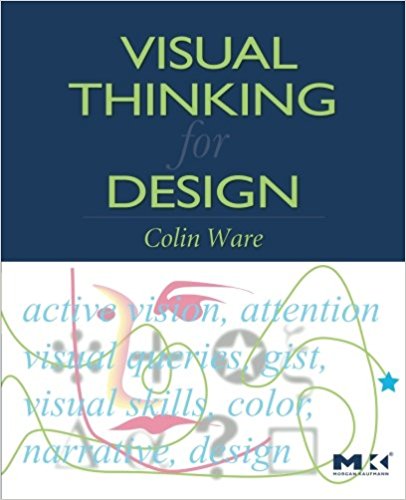 VISUAL
THINKING
for
DESIGN
Colin Ware
active vision, attention
visual queries, gist,
visual skills, color,
narrative, design
?
MK
MORGAN KAUFMANN